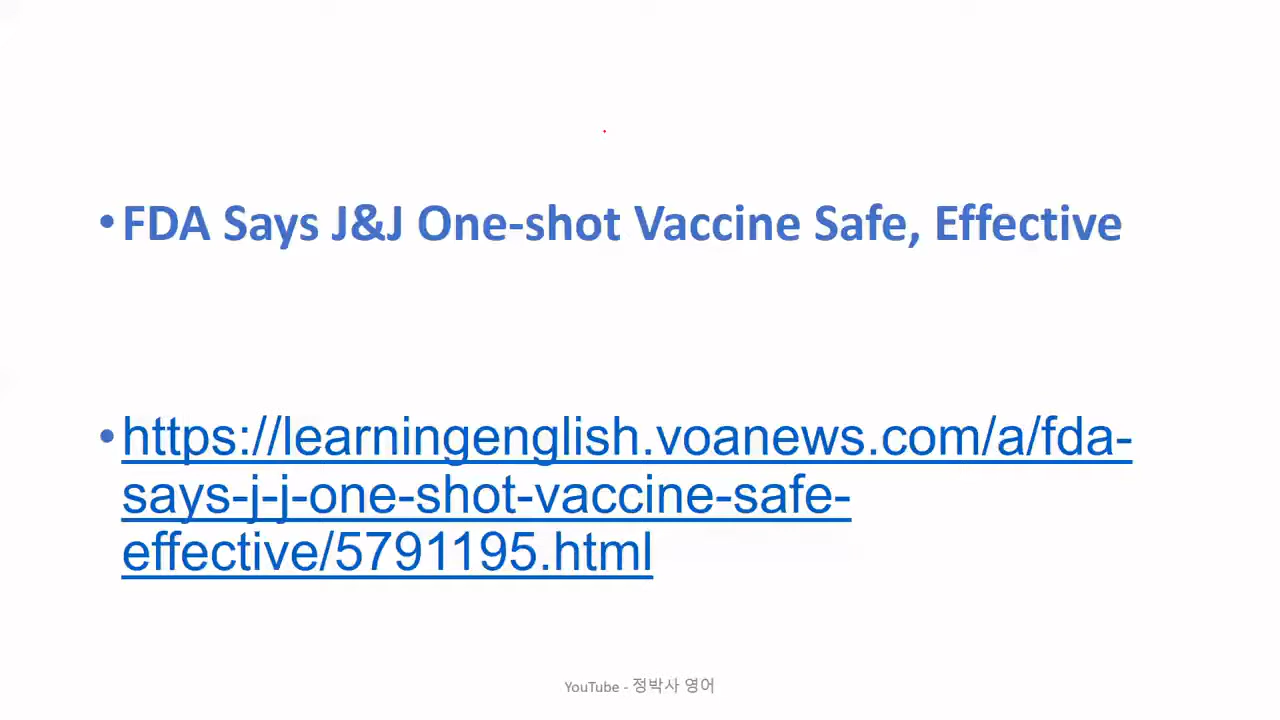 •FDA Says J&J One-shot Vaccine Safe, Effective
•https://learningenglish.voanews.com/a/fda-
says-j-j-one-shot-vaccine-safe-
effective/5791195.html
YouTube - 정박사 영어